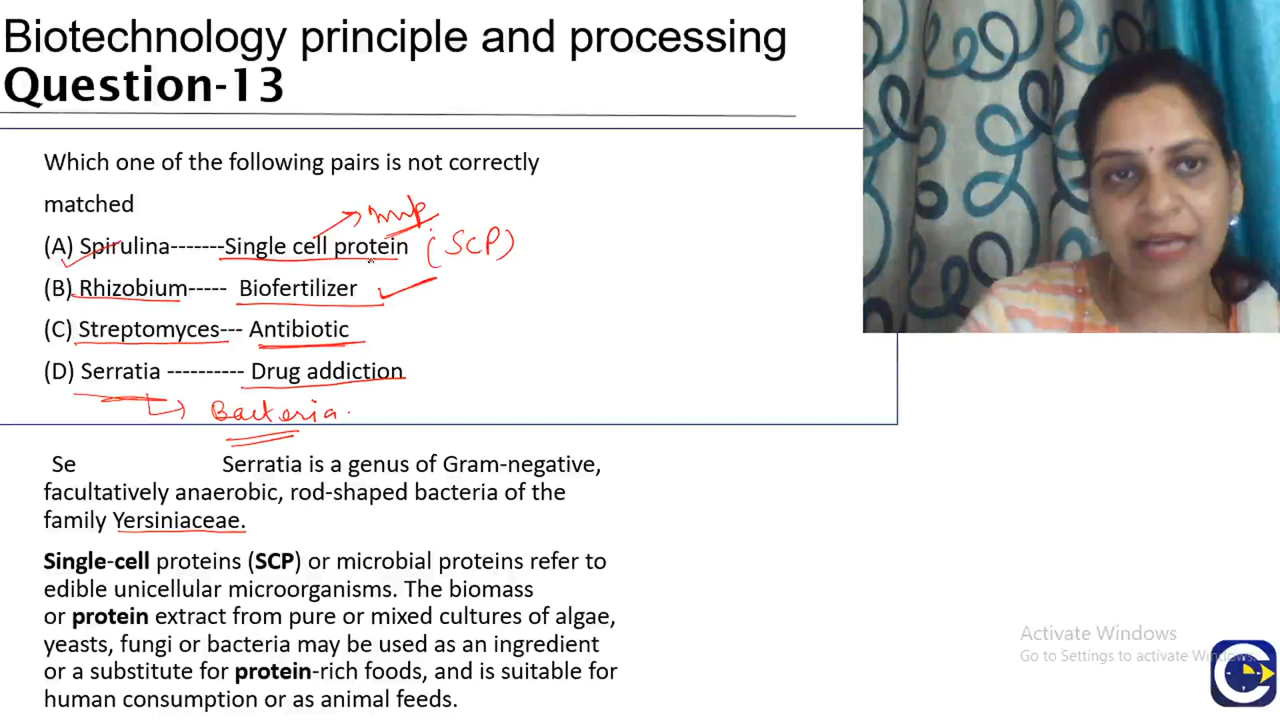 Biotechnology principle and processing
Question-13
Which one of the following pairs is not correctly
matched
imp
(A) Spirulina-------Single cell protein (SCP)
(B) Rhizobium----- Biofertilizer
(C) Streptomyces--- Antibiotic
(D) Serratia ---------- Drug addiction
Bacteria.
Se Serratia is a genus of Gram-negative,
facultatively anaerobic, rod-shaped bacteria of the
family Yersiniaceae.
Single-cell proteins (SCP) or microbial proteins refer to
edible unicellular microorganisms. The biomass
or protein extract from pure or mixed cultures of algae,
yeasts, fungi or bacteria may be used as an ingredient
or a substitute for protein-rich foods, and is suitable for
human consumption or as animal feeds.
Activate Windows
Go to Settings to activate Windows.